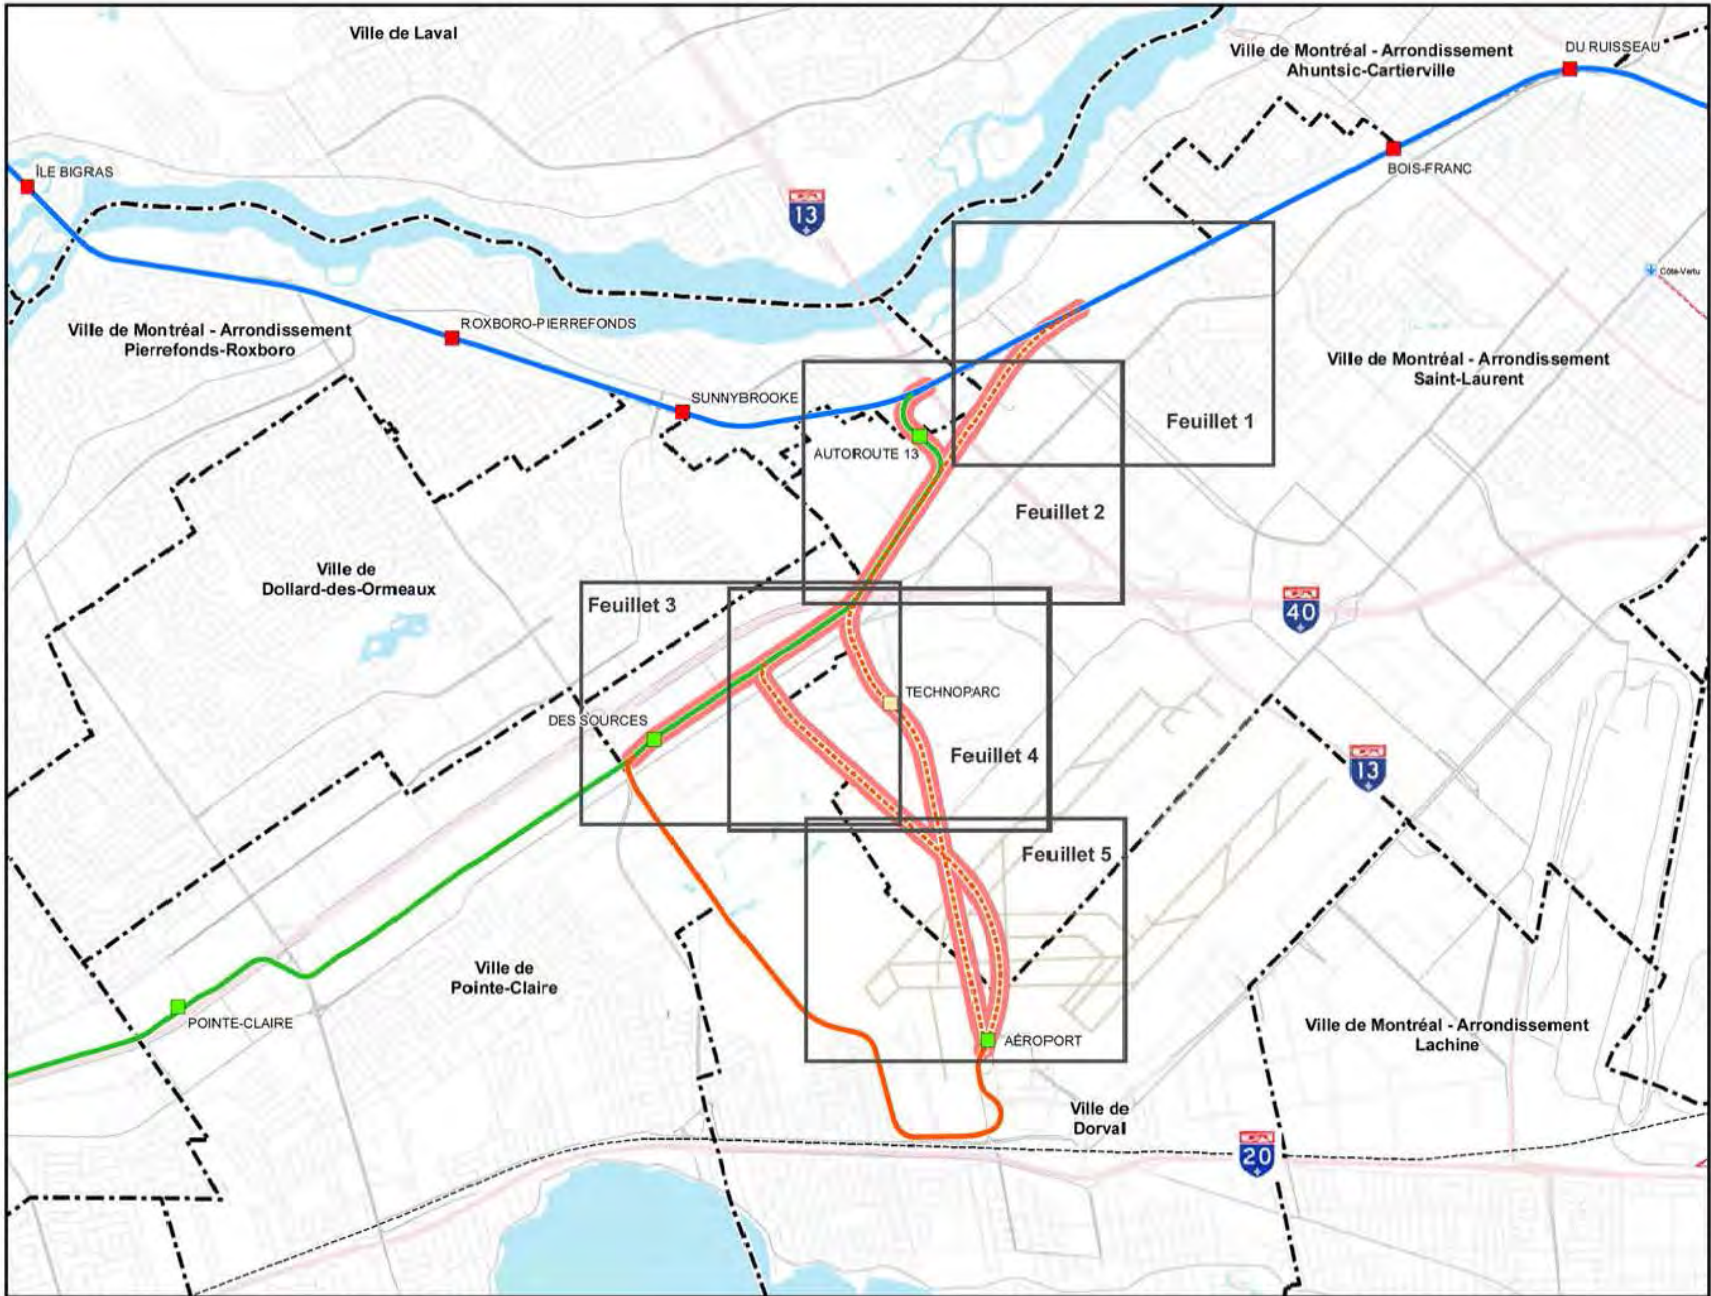 Ville de Laval
Ville de Montréal - Arrondissement
Ahuntsic-Cartierville
DU RUISSEAU
BOIS-FRANC
ÎLE BIGRAS
13
Côte-Vertu
Ville de Montréal - Arrondissement
Pierrefonds-Roxboro
ROXBORO-PIERREFONDS
Ville de Montréal - Arrondissement
Saint-Laurent
SUNNYBROOKE
Feuillet 1
AUTOROUTE 13
Feuillet 2
Ville de
Dollard-des-Ormeaux
Feuillet 3
40
TECHNOPARC
DES SOURCES
Feuillet 4
13
Feuillet 5
Ville de
Pointe-Claire
POINTE-CLAIRE
AÉROPORT
Ville de Montréal - Arrondissement
Lachine
Ville de
Dorval
20